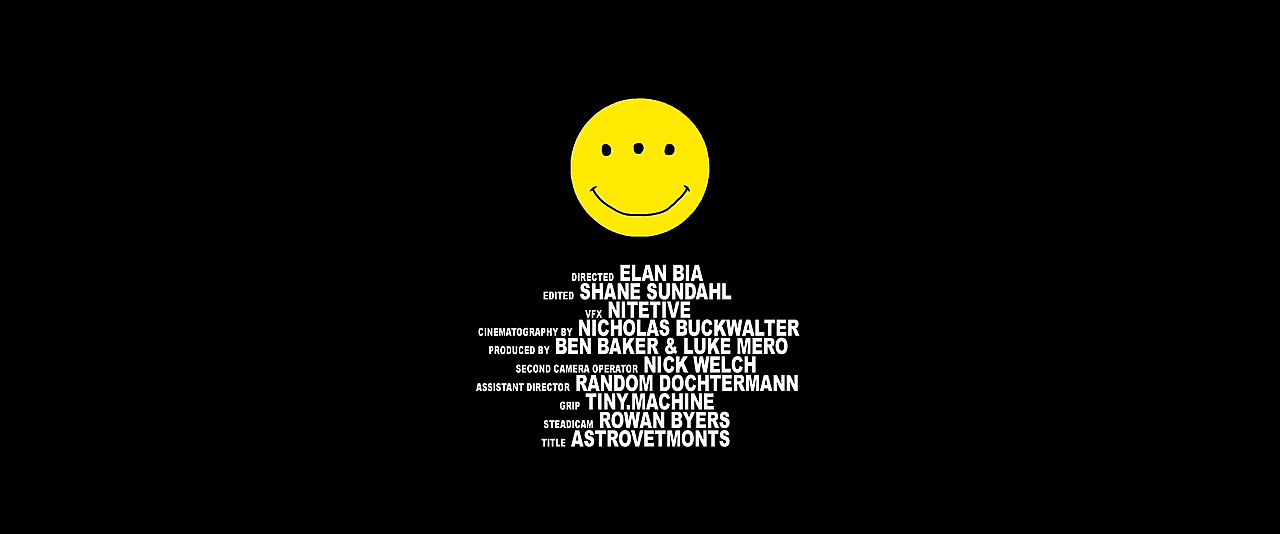 DIRECTED ELAN BIA
EDITED SHANE SUNDAHL
VFX NITETIVE
CINEMATOGRAPHY BY NICHOLAS BUCKWALTER
PRODUCED BY BEN BAKER & LUKE MERO
SECOND CAMERA OPERATOR NICK WELCH
ASSISTANT DIRECTOR RANDOM DOCHTERMANN
GRIP TINY.MACHINE
STEADICAM ROWAN BYERS
TITLE ASTROVETMONTS